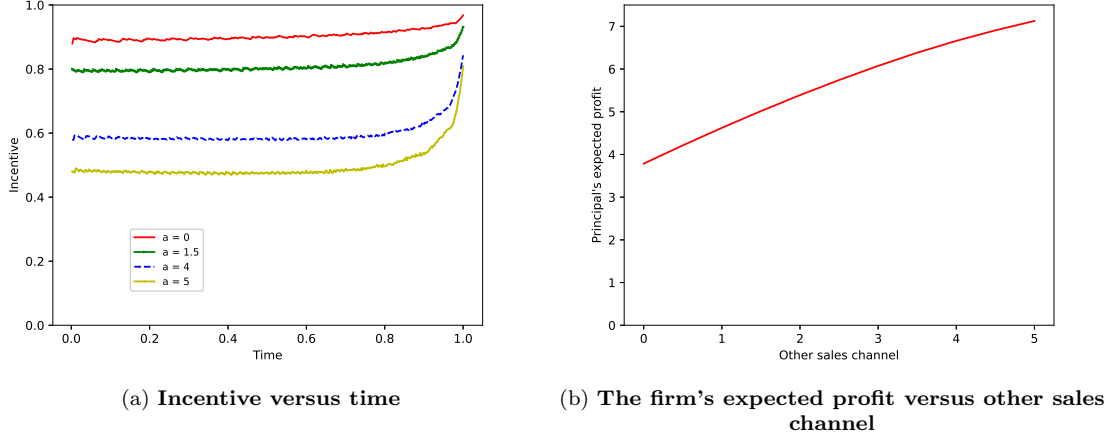 1.0
0.8
0.6
0.4
0.2
0.0
Incentive
a = 0
a = 1.5
a = 4
a = 5
0.0 0.2 0.4 0.6 0.8 1.0
Time
7
6
5
4
3
2
1
0
Principal's expected profit
0 1 2 3 4 5
Other sales channel
(a) Incentive versus time
(b) The firm's expected profit versus other sales
channel